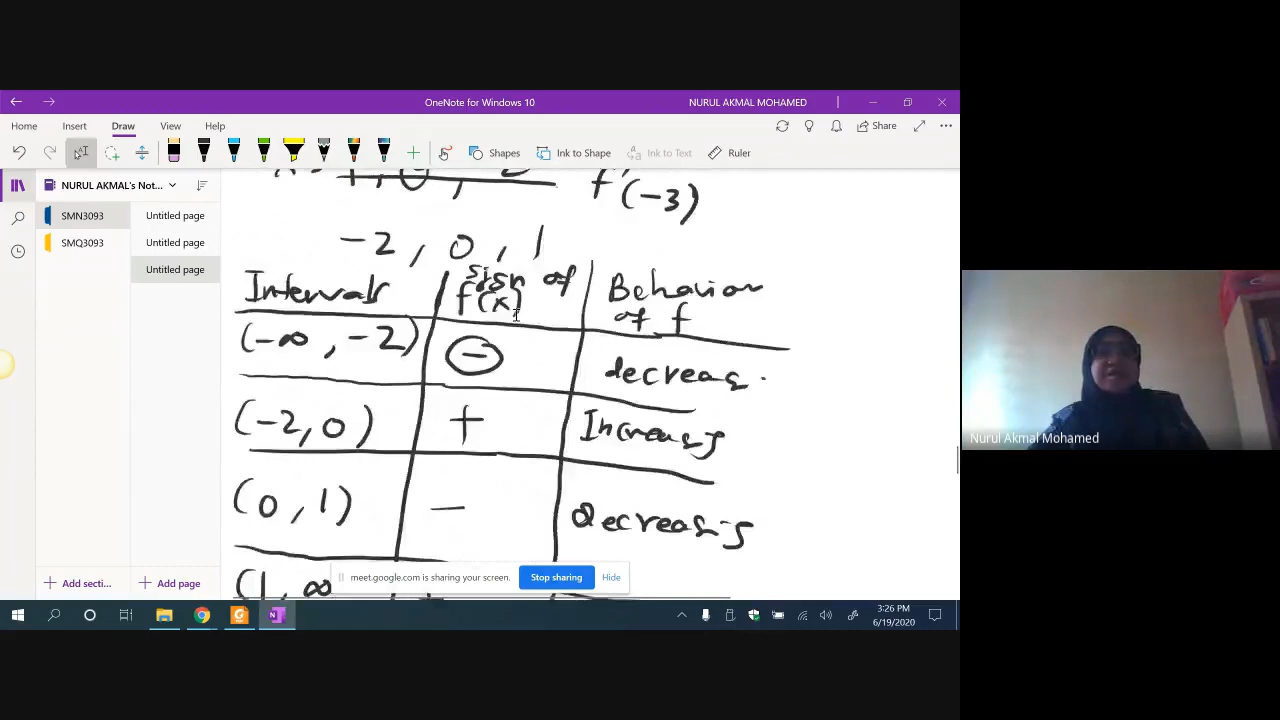 OneNote for Windows 10
NURUL AKMAL MOHAMED
Home Insert Draw View Help
Share
Shapes Ink to Shape Ink to Text Ruler
NURUL AKMAL's Not...
SMN3093
SMQ3093
Untitled page
Untitled page
Untitled page
f'(-3)
-2 , 0 , 1
Intervals
sign of
f(x)
Behavior
of f
(-∞ , -2) - decreas.
(-2, 0) + Increasg
(0 , 1) - decreasg
(1, ∞
meet.google.com is sharing your screen. Stop sharing Hide
Add secti... Add page
Nurul Akmal Mohamed
3:26 PM
6/19/2020